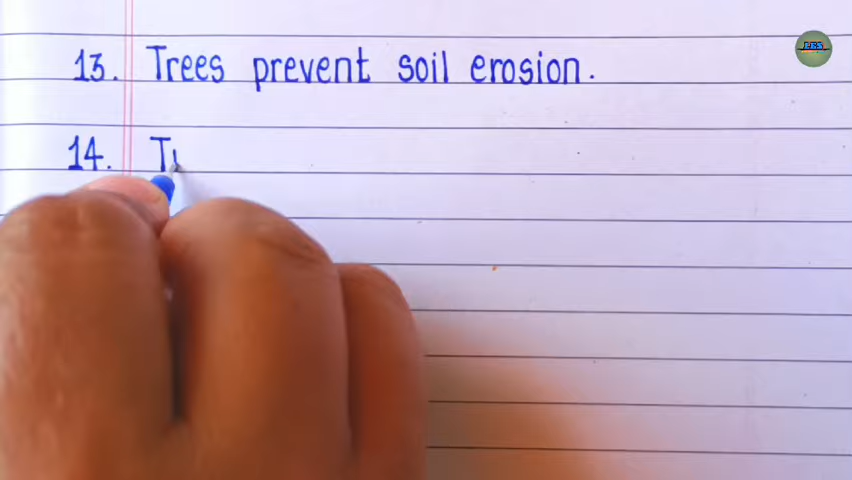 13. Trees prevent soil erosion.
14. T